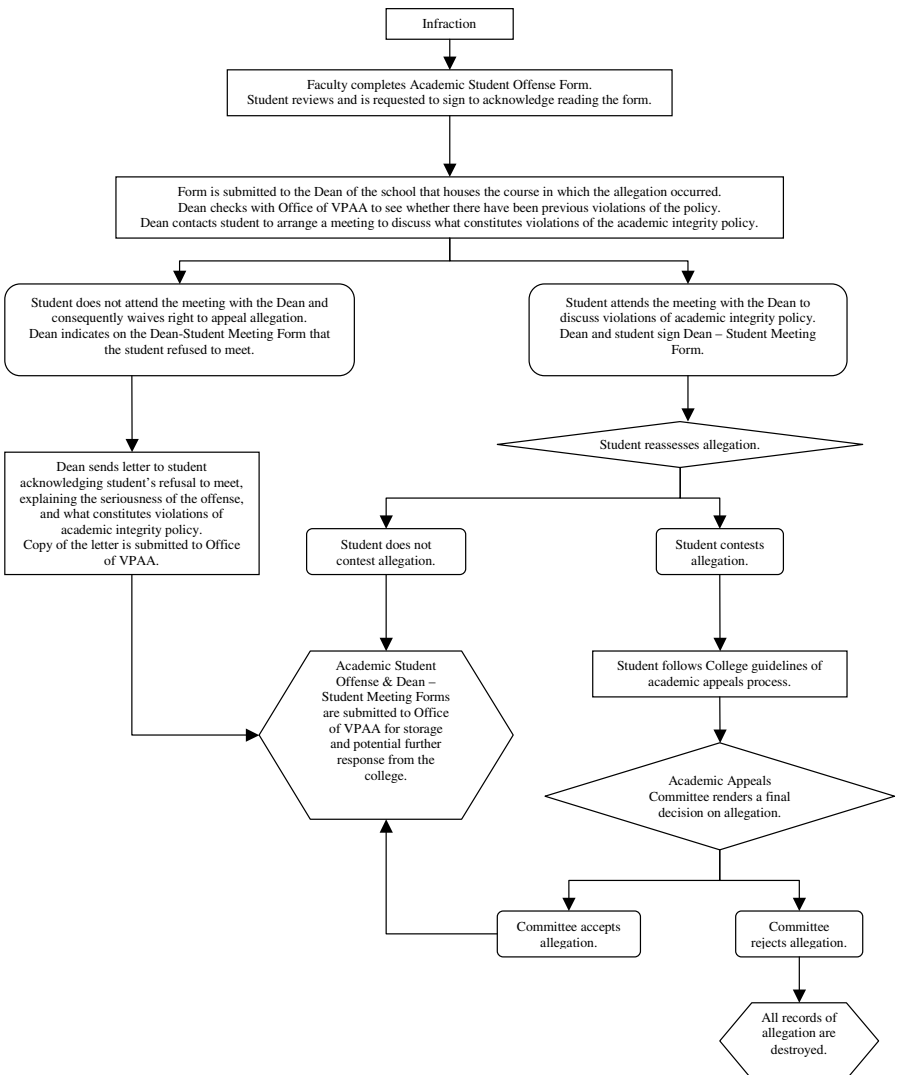 Infraction
Faculty completes Academic Student Offense Form.
Student reviews and is requested to sign to acknowledge reading the form.
Form is submitted to the Dean of the school that houses the course in which the allegation occurred.
Dean checks with Office of VPAA to see whether there have been previous violations of the policy.
Dean contacts student to arrange a meeting to discuss what constitutes violations of the academic integrity policy.
Student does not attend the meeting with the Dean and
consequently waives right to appeal allegation.
Dean indicates on the Dean-Student Meeting Form that
the student refused to meet.
Student attends the meeting with the Dean to
discuss violations of academic integrity policy.
Dean and student sign Dean – Student Meeting
Form.
Student reassesses allegation.
Dean sends letter to student
acknowledging student's refusal to meet,
explaining the seriousness of the offense,
and what constitutes violations of
academic integrity policy.
Copy of the letter is submitted to Office
of VPAA.
Student does not
contest allegation.
Student contests
allegation.
Academic Student
Offense & Dean –
Student Meeting Forms
are submitted to Office
of VPAA for storage
and potential further
response from the
college.
Student follows College guidelines of
academic appeals process.
Academic Appeals
Committee renders a final
decision on allegation.
Committee accepts
allegation.
Committee
rejects allegation.
All records of
allegation are
destroyed.